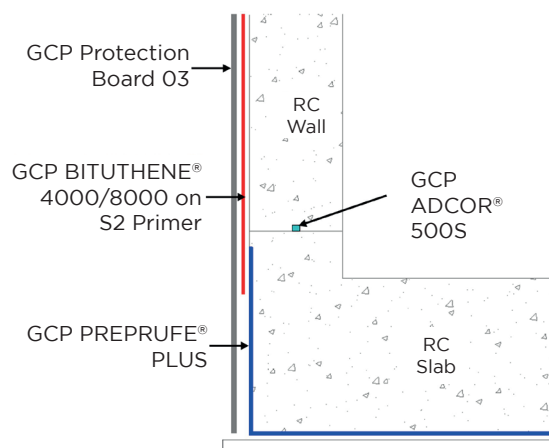 GCP Protection
Board 03
RC
Wall
GCP BITUTHENE®
4000/8000 on
S2 Primer
GCP
ADCOR®
500S
GCP PREPRUFE®
PLUS
RC
Slab